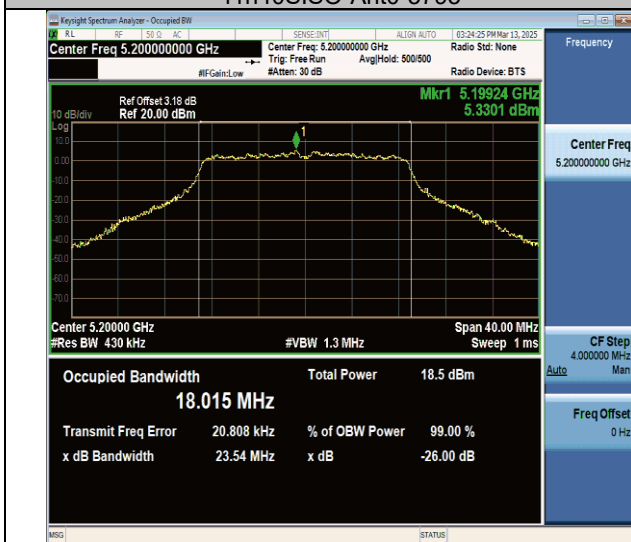 Keysight Spectrum Analyzer - Occupied BW
RL RF 50 Ω AC SENSE:INT ALIGN AUTO 03:24:25 PM Mar 13, 2025
Center Freq 5.200000000 GHz
Center Freq: 5.200000000 GHz
Radio Std: None
Trig: Free Run Avg|Hold: 500/500
#IFGain:Low
#Atten: 30 dB
Radio Device: BTS
Frequency
Ref Offset 3.18 dB
Mkr1 5.19924 GHz
10 dB/div Ref 20.00 dBm
5.3301 dBm
Log
1
10.0
0.00
-10.0
-20.0
-30.0
-40.0
-50.0
-60.0
-70.0
Center 5.20000 GHz
Span 40.00 MHz
#Res BW 430 kHz
#VBW 1.3 MHz
Sweep 1 ms
Occupied Bandwidth
Total Power 18.5 dBm
18.015 MHz
Transmit Freq Error 20.808 kHz
% of OBW Power 99.00 %
x dB Bandwidth 23.54 MHz
x dB -26.00 dB
Center Freq
5.200000000 GHz
CF Step
4.000000 MHz
Auto Man
Freq Offset
0 Hz
MSG STATUS